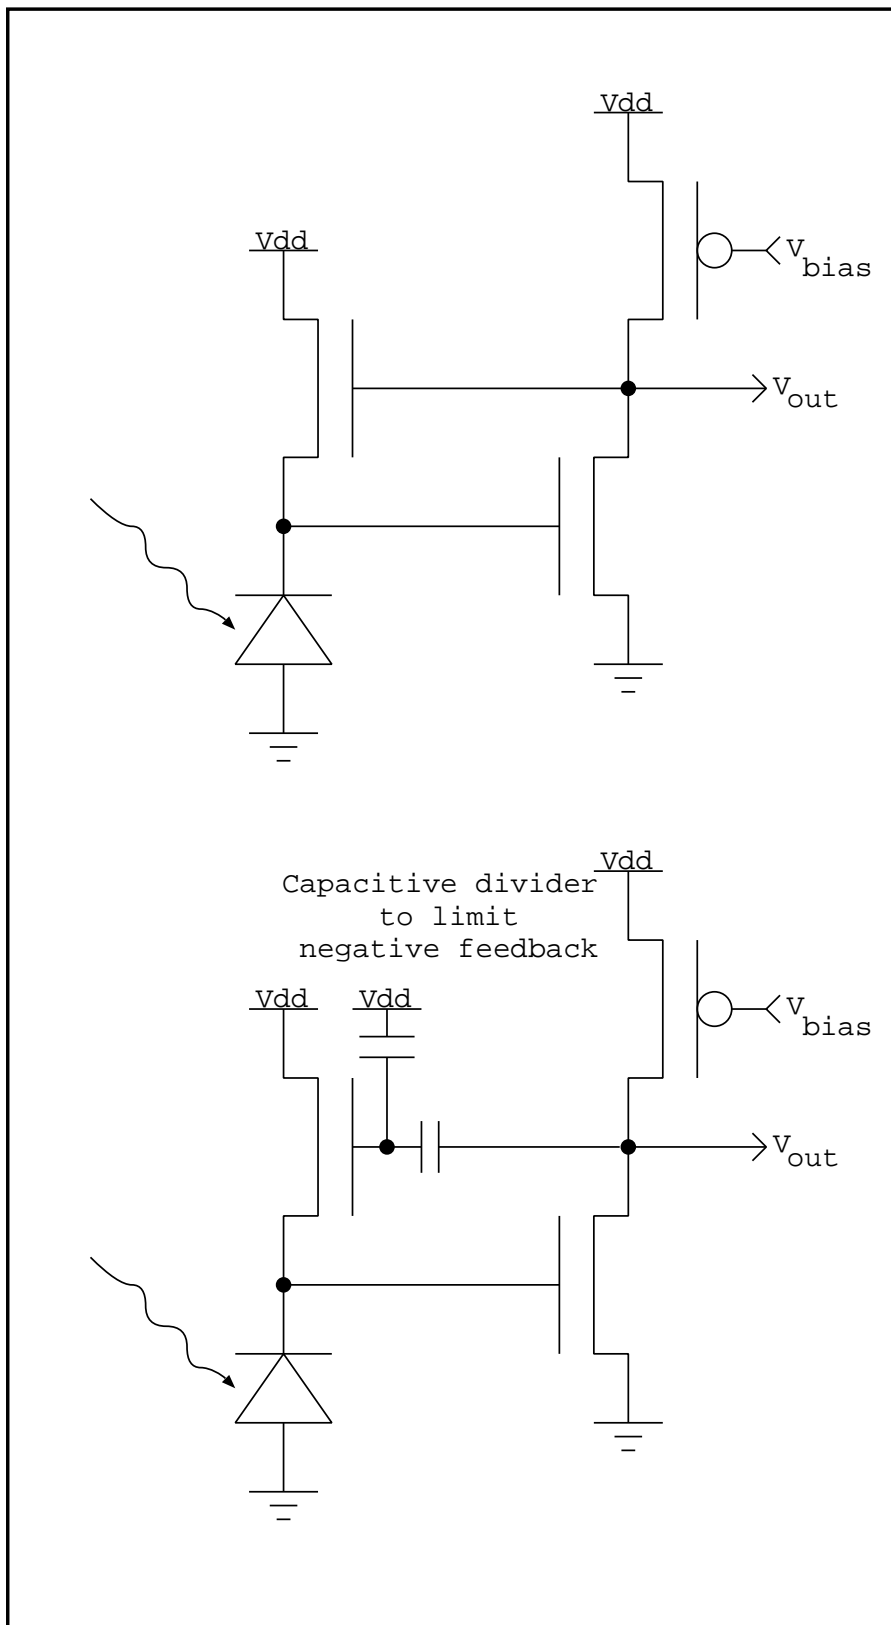 Vdd
Vdd
V
bias
V
out
Vdd
Capacitive divider
to limit
negative feedback
Vdd
Vdd
V
bias
V
out